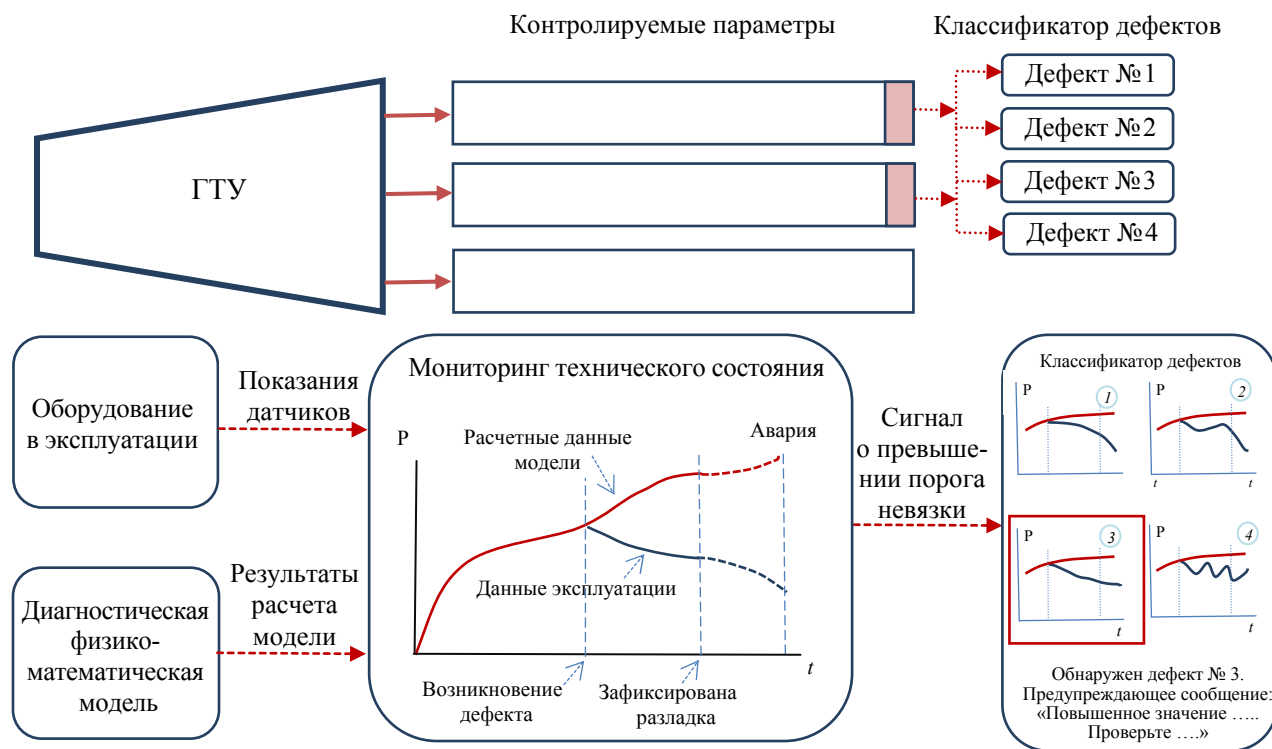 Контролируемые параметры
Классификатор дефектов
ГТУ
Дефект №1
Дефект №2
Дефект №3
Дефект №4
Оборудование
в эксплуатации
Показания
датчиков
Диагностическая
физико-
математическая
модель
Результаты
расчета
модели
Мониторинг технического состояния
P
Расчетные данные
модели
Авария
Данные эксплуатации
t
Возникновение
дефекта
Зафиксирована
разладка
Сигнал
о превыше-
нии порога
невязки
Классификатор дефектов
P
1
P
2
t
t
P
3
t
P
4
t
Обнаружен дефект № 3.
Предупреждающее сообщение:
«Повышенное значение …..
Проверьте ….»